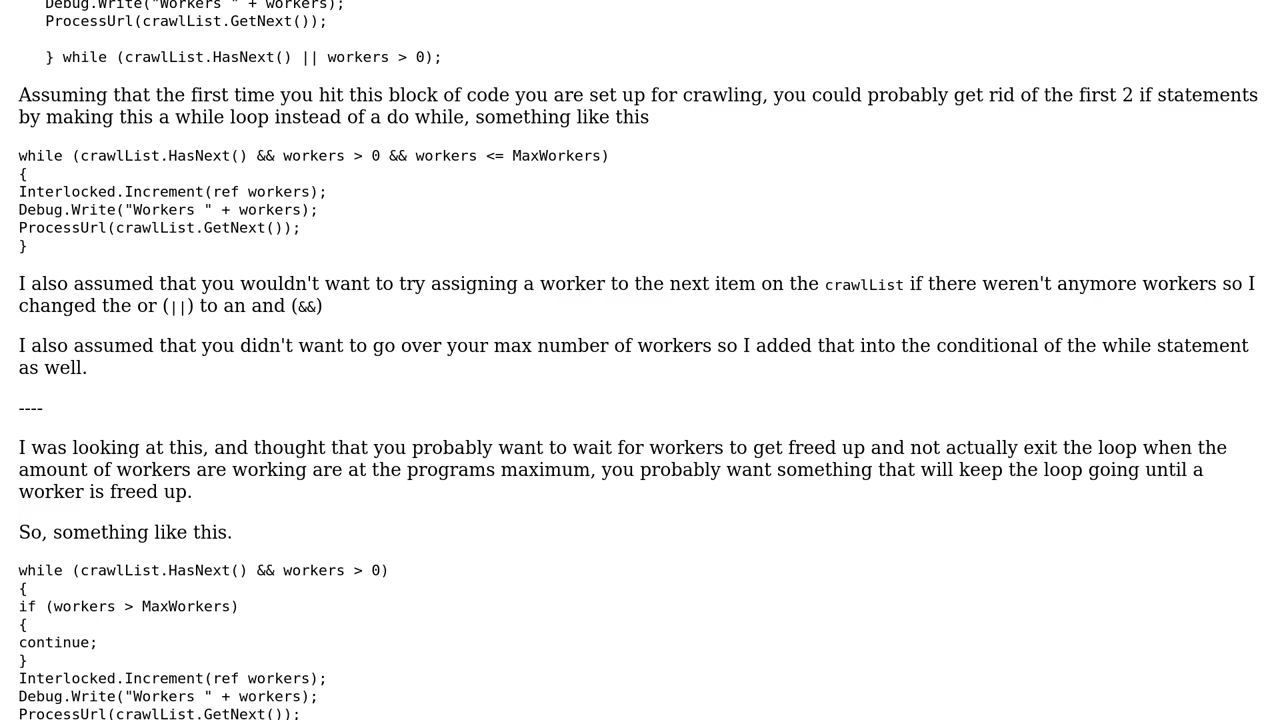 Debug.Write("Workers " + workers);
ProcessUrl(crawlList.GetNext());
} while (crawlList.HasNext() || workers > 0);
Assuming that the first time you hit this block of code you are set up for crawling, you could probably get rid of the first 2 if statements
by making this a while loop instead of a do while, something like this
while (crawlList.HasNext() && workers > 0 && workers <= MaxWorkers)
{
Interlocked.Increment(ref workers);
Debug.Write("Workers " + workers);
ProcessUrl(crawlList.GetNext());
}
I also assumed that you wouldn't want to try assigning a worker to the next item on the crawlList if there weren't anymore workers so I
changed the or (||) to an and (&&)
I also assumed that you didn't want to go over your max number of workers so I added that into the conditional of the while statement
as well.
----
I was looking at this, and thought that you probably want to wait for workers to get freed up and not actually exit the loop when the
amount of workers are working are at the programs maximum, you probably want something that will keep the loop going until a
worker is freed up.
So, something like this.
while (crawlList.HasNext() && workers > 0)
{
if (workers > MaxWorkers)
{
continue;
}
Interlocked.Increment(ref workers);
Debug.Write("Workers " + workers);
ProcessUrl(crawlList.GetNext());